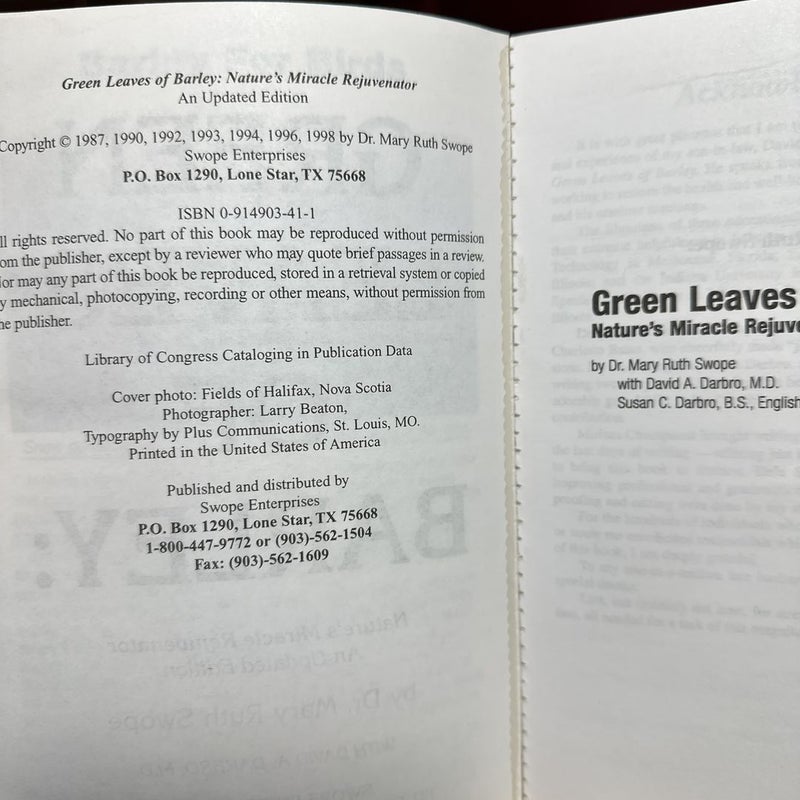 Green Leaves of Barley: Nature's Miracle Rejuvenator
An Updated Edition
Copyright © 1987, 1990, 1992, 1993, 1994, 1996, 1998 by Dr. Mary Ruth Swope
Swope Enterprises
P.O. Box 1290, Lone Star, TX 75668
ISBN 0-914903-41-1
ll rights reserved. No part of this book may be reproduced without permission
om the publisher, except by a reviewer who may quote brief passages in a review.
or may any part of this book be reproduced, stored in a retrieval system or copied
y mechanical, photocopying, recording or other means, without permission from
he publisher.
Library of Congress Cataloging in Publication Data
Cover photo: Fields of Halifax, Nova Scotia
Photographer: Larry Beaton,
Typography by Plus Communications, St. Louis, MO.
Printed in the United States of America
Published and distributed by
Swope Enterprises
P.O. Box 1290, Lone Star, TX 75668
1-800-447-9772 or (903)-562-1504
Fax: (903)-562-1609
Green Leaves
Nature's Miracle Rejuve
by Dr. Mary Ruth Swope
with David A. Darbro, M.D.
Susan C. Darbro, B.S., English